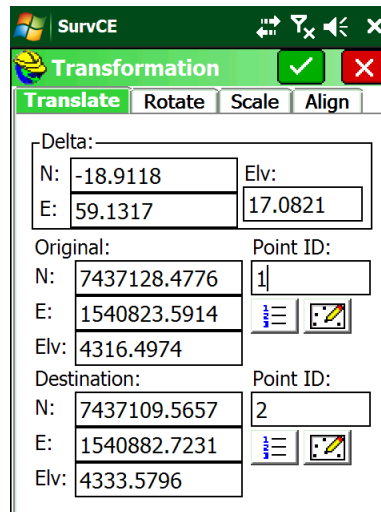 SurvCE
Transformation
Translate Rotate Scale Align
Delta:
N: -18.9118 Elv:
E: 59.1317 17.0821
Original: Point ID:
N: 7437128.4776 1
E: 1540823.5914
Elv: 4316.4974
Destination: Point ID:
N: 7437109.5657 2
E: 1540882.7231
Elv: 4333.5796